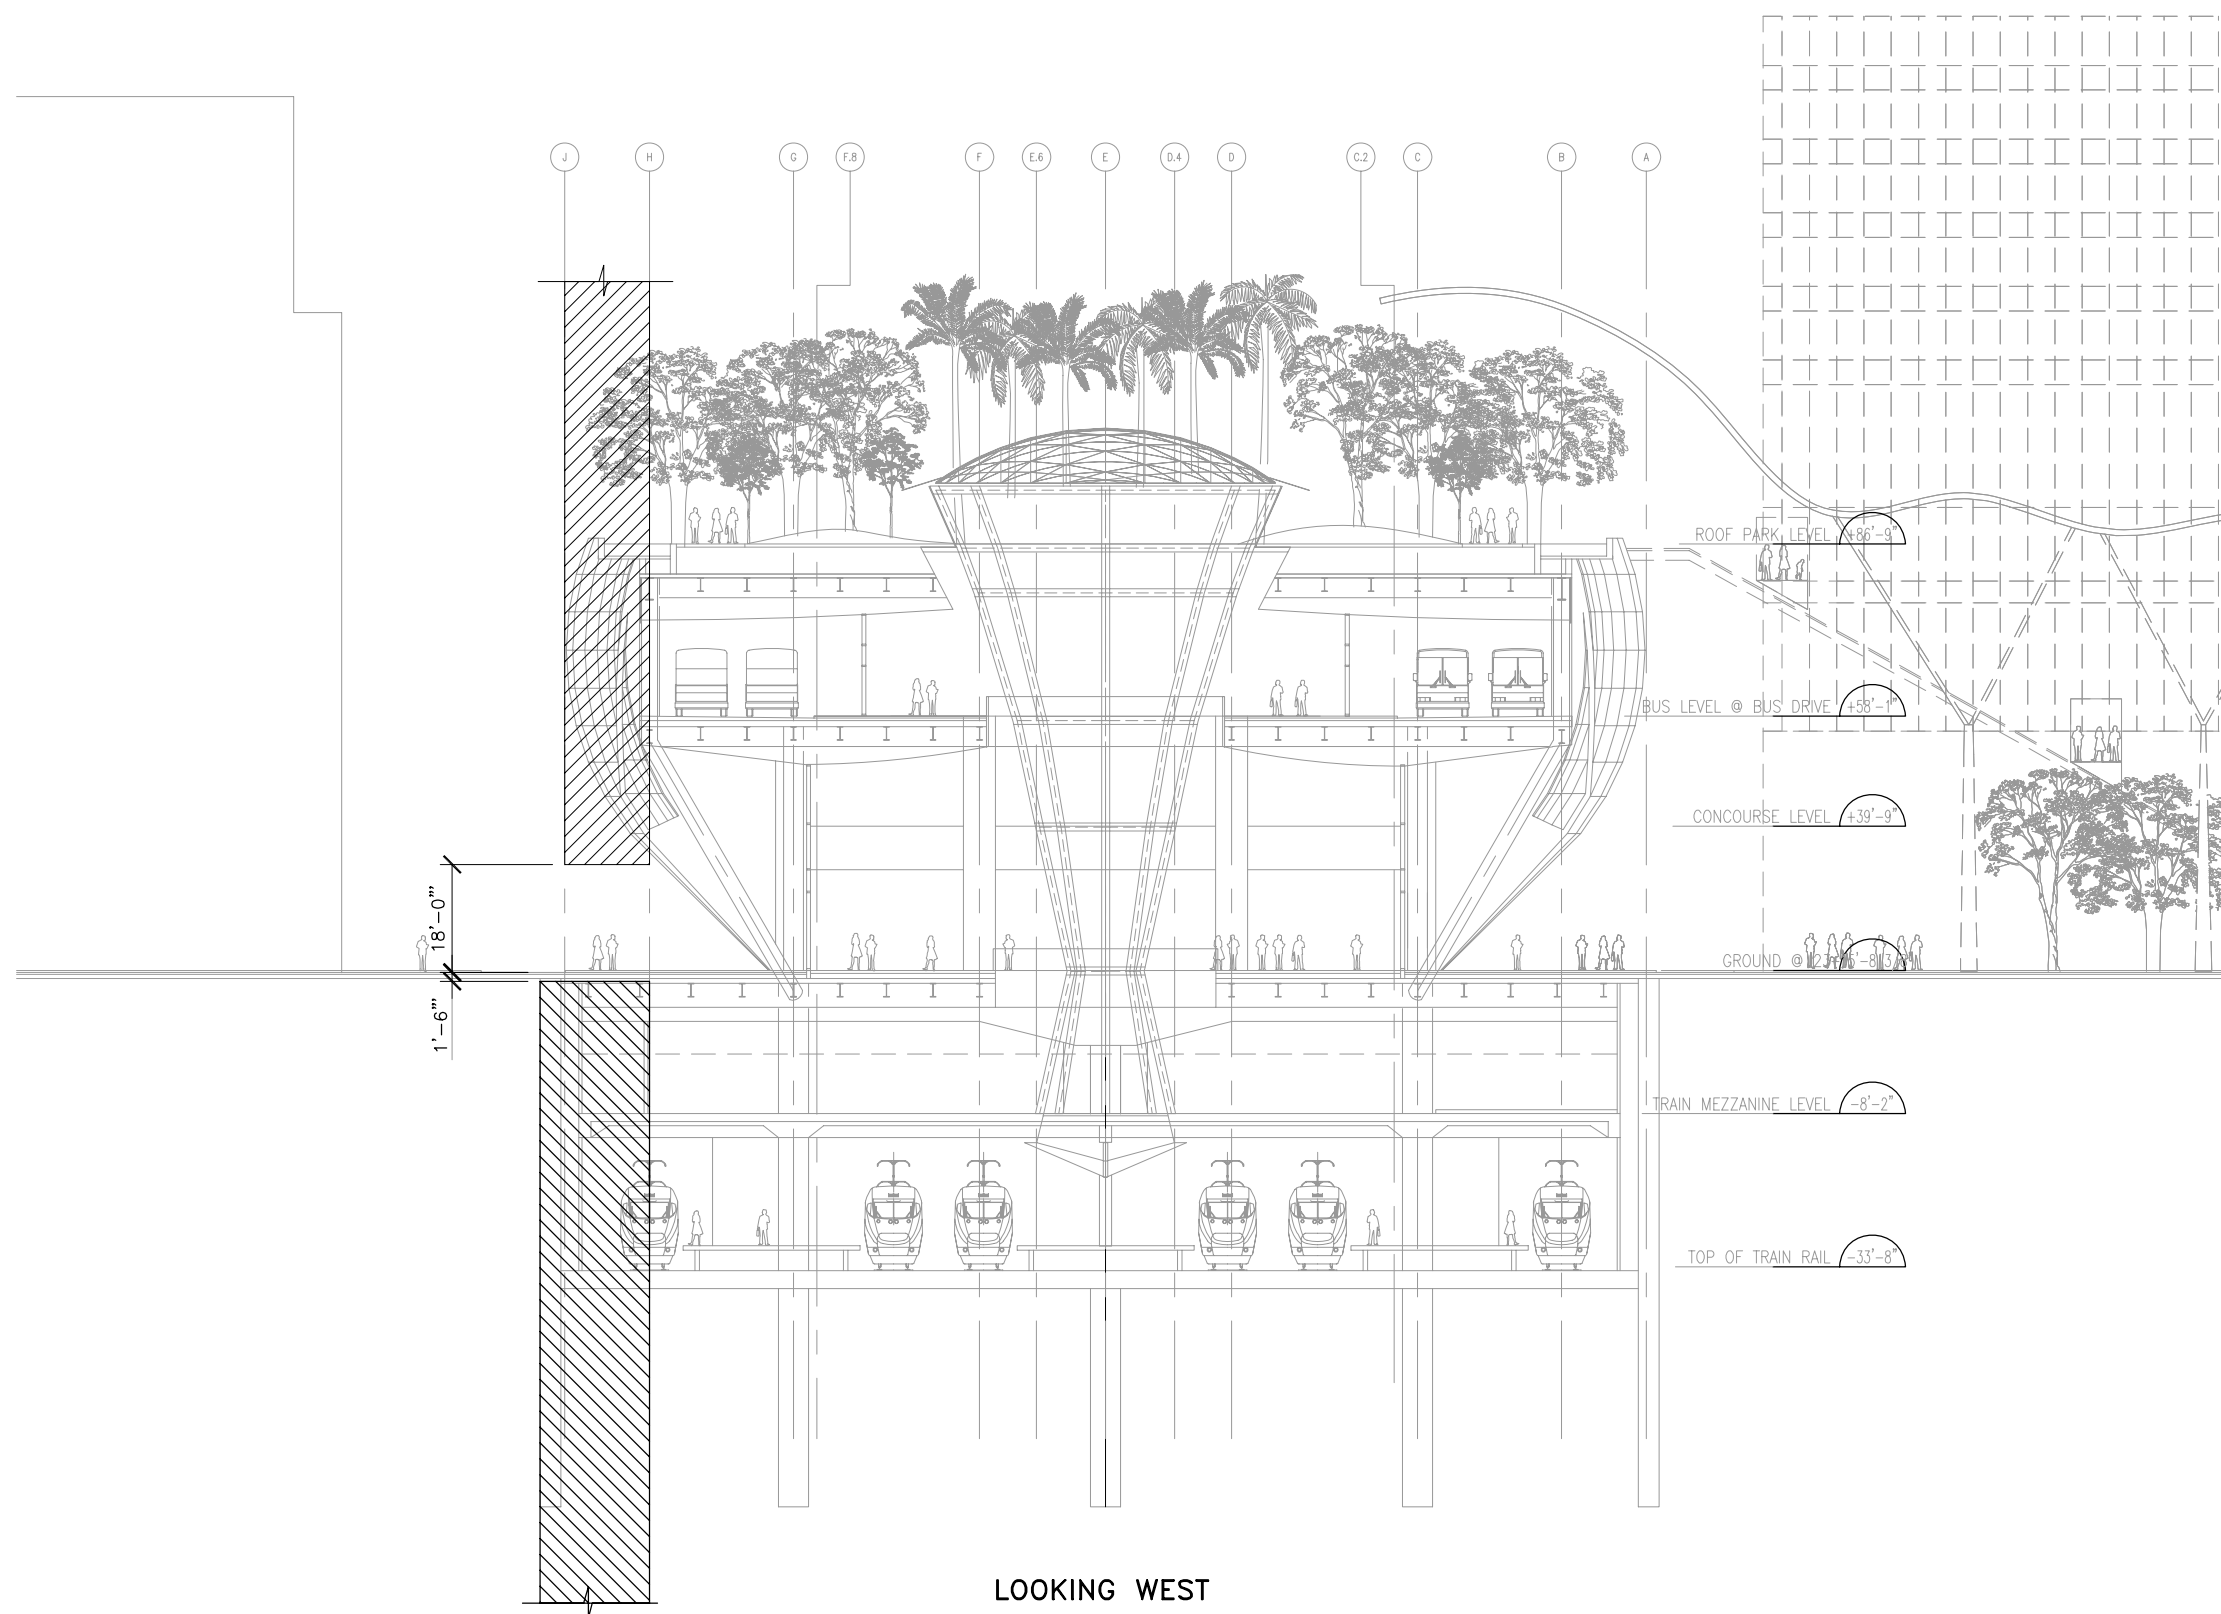 J H G F.8 F E.6 E D.4 D C.2 C B A
ROOF PARK LEVEL +86'-9"
BUS LEVEL @ BUS DRIVE +58'-1"
CONCOURSE LEVEL +39'-9"
18'-0"'
GROUND @
1'-6"'
TRAIN MEZZANINE LEVEL -8'-2"
TOP OF TRAIN RAIL -33'-8"
LOOKING WEST